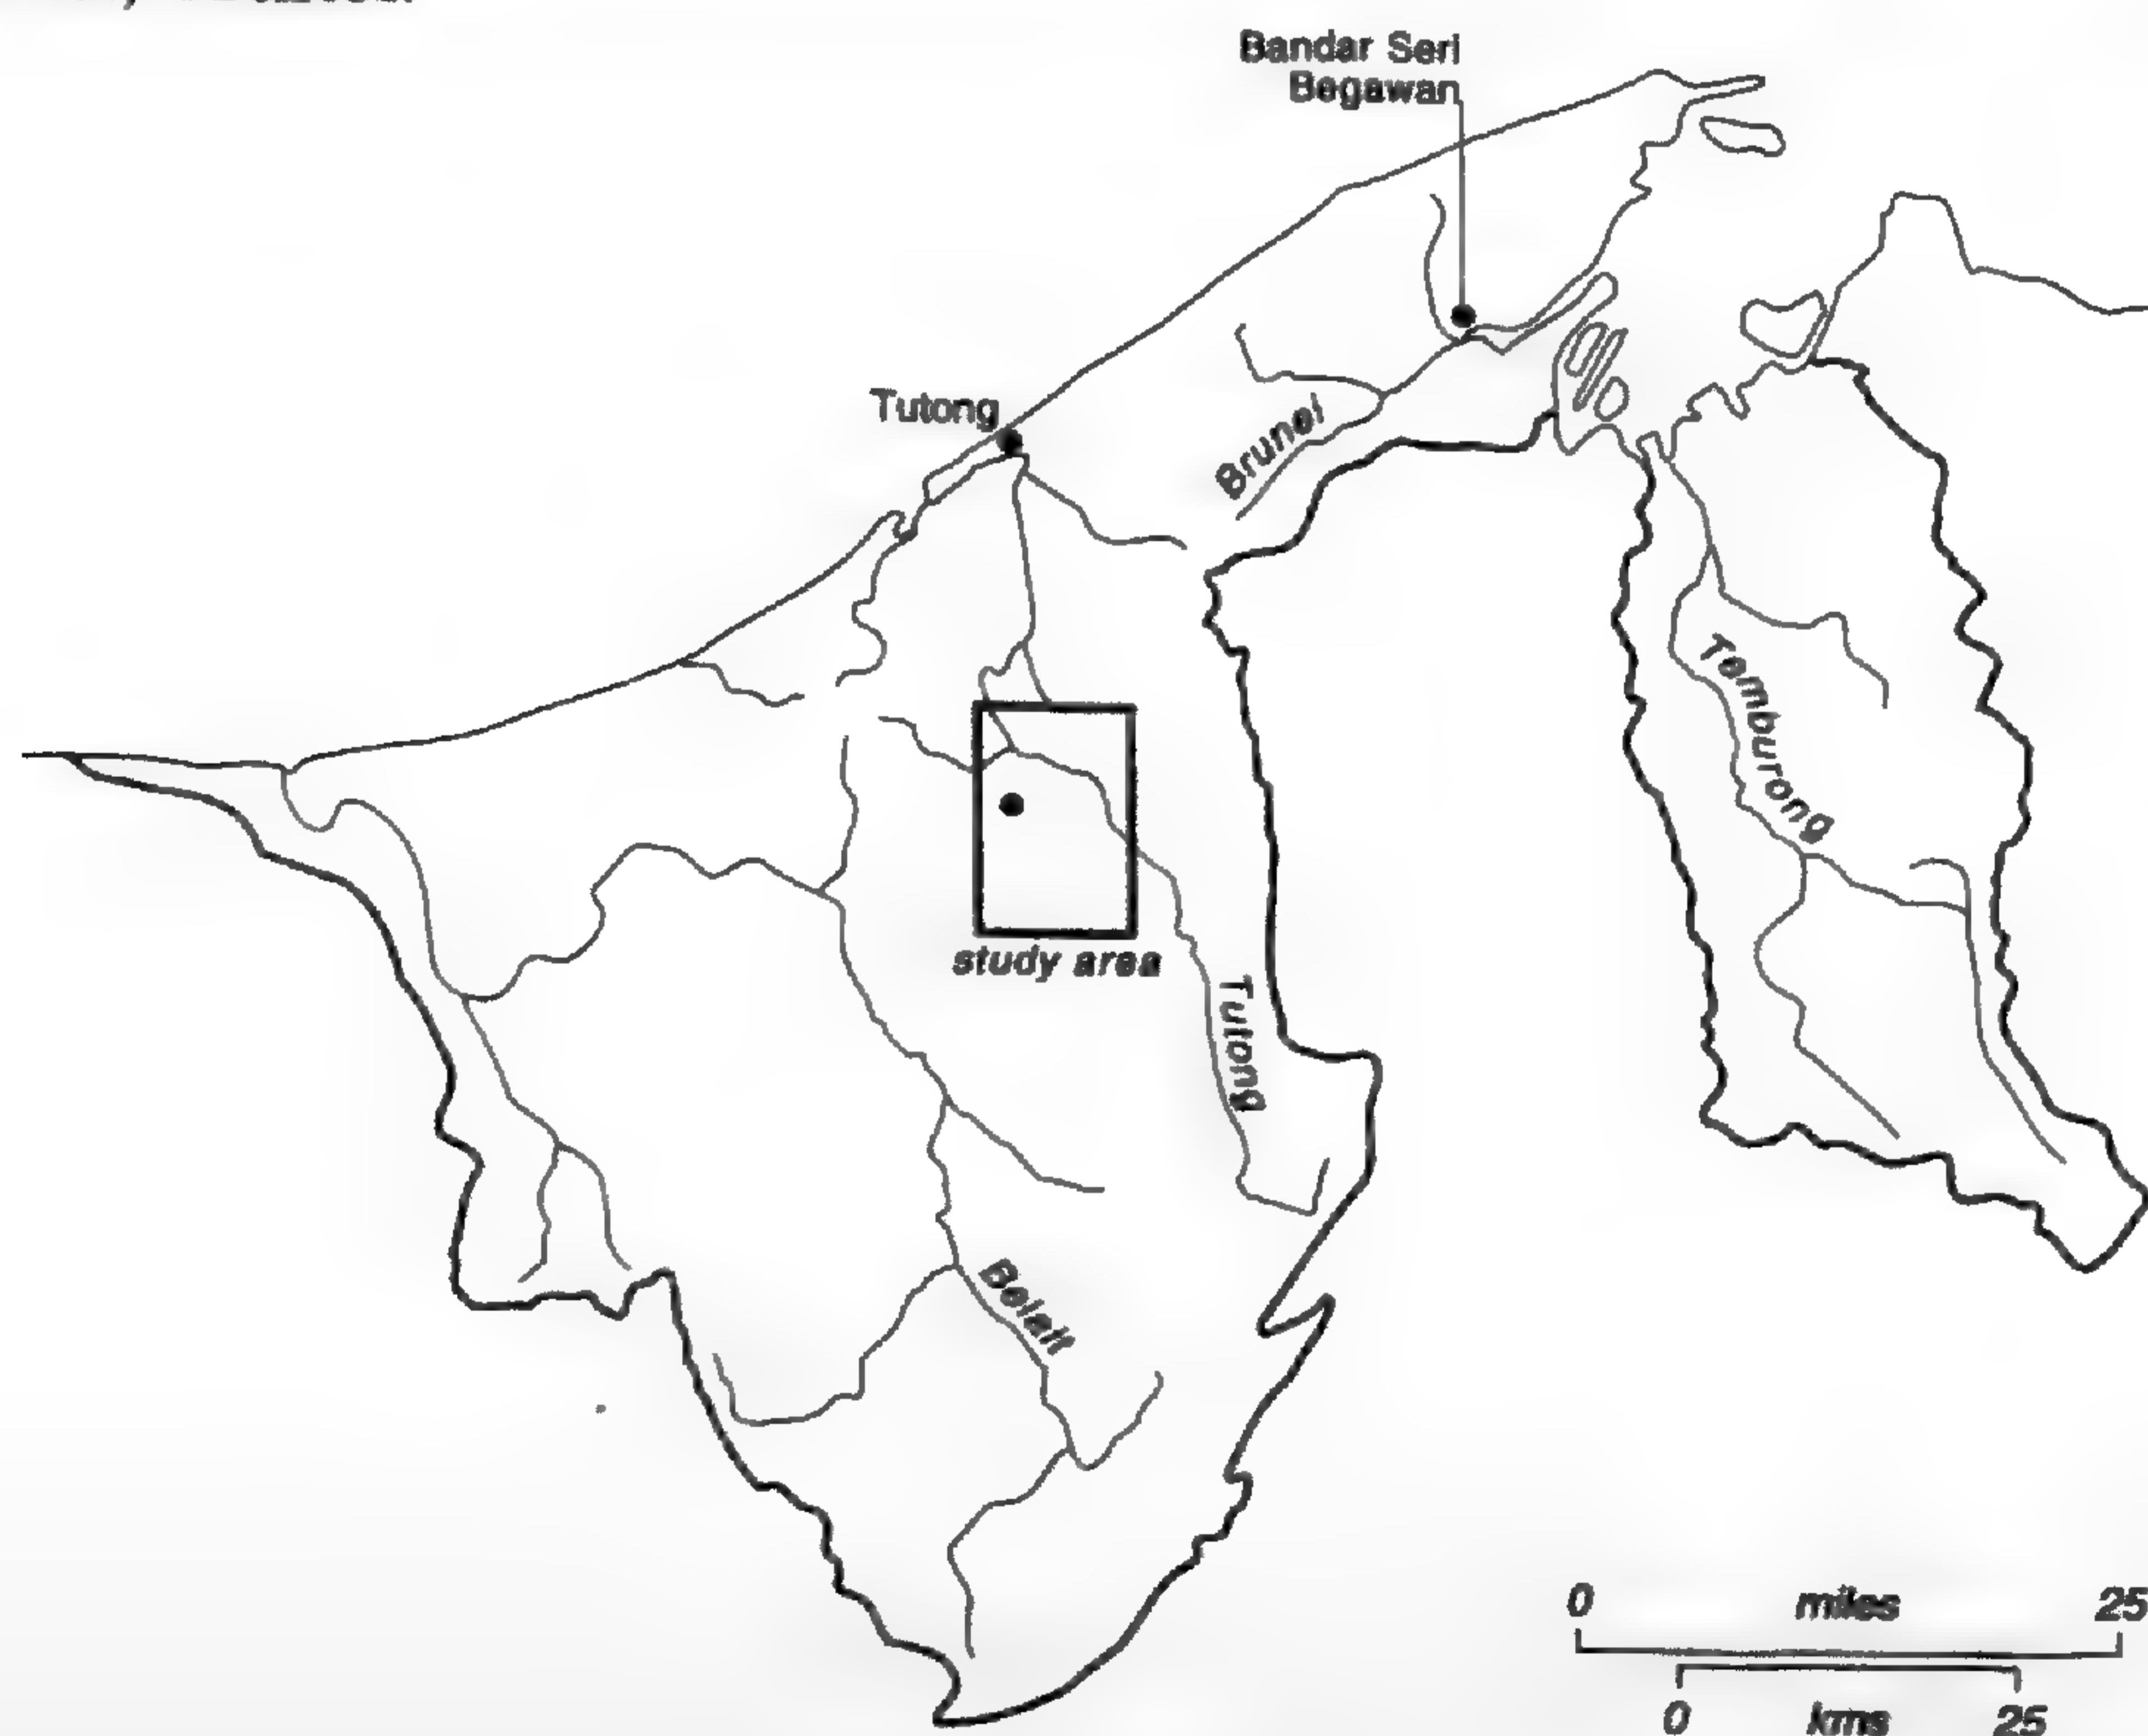 Bandar Seri
Begawan
Tutong
Brunei
Temburong
study area
Tutong
Belait
0 miles 25
0 kms 25